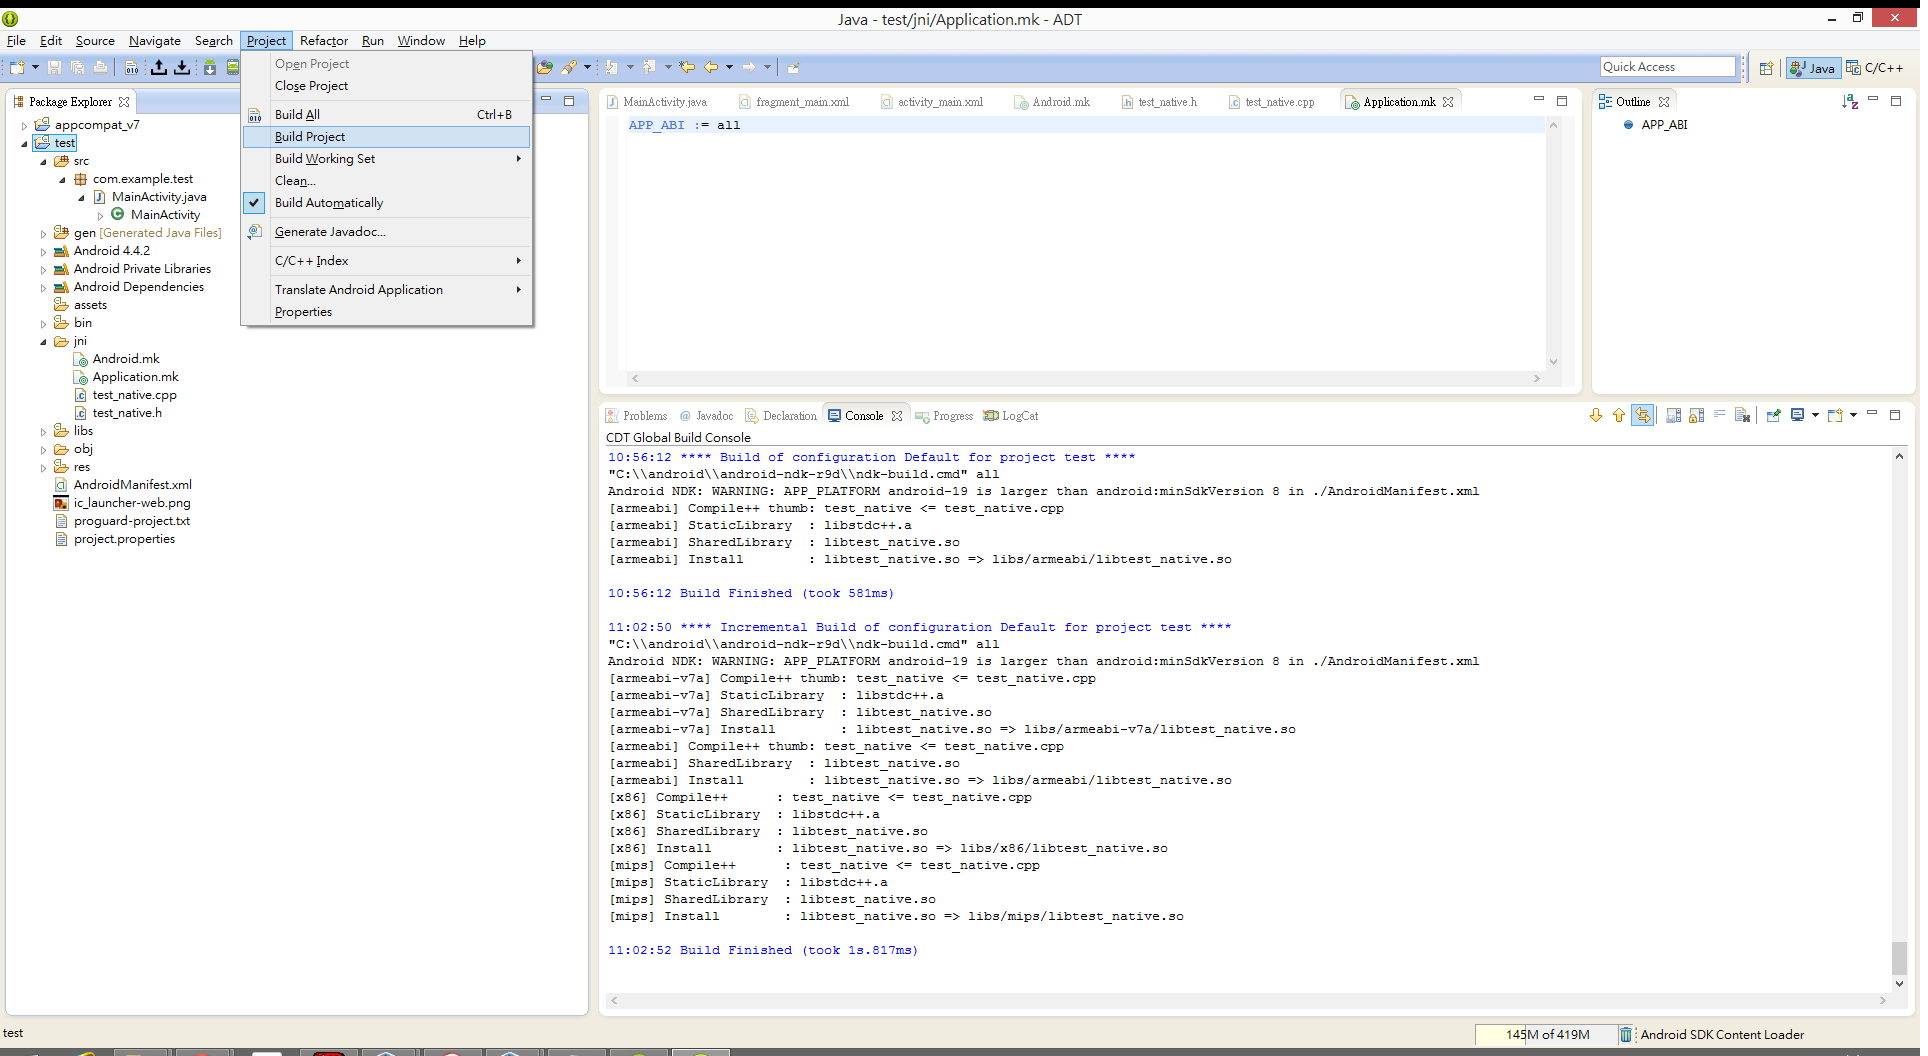 Java - test/jni/Application.mk - ADT
File Edit Source Navigate Search Project Refactor Run Window Help
Quick Access
Java
C/C++
Package Explorer
appcompat_v7
test
src
com.example.test
MainActivity.java
MainActivity
gen [Generated Java Files]
Android 4.4.2
Android Private Libraries
Android Dependencies
assets
bin
jni
Android.mk
Application.mk
test_native.cpp
test_native.h
libs
obj
res
AndroidManifest.xml
ic_launcher-web.png
proguard-project.txt
project.properties
Open Project
Close Project
Build All Ctrl+B
Build Project
Build Working Set
Clean...
Build Automatically
Generate Javadoc...
C/C++ Index
Translate Android Application
Properties
MainActivity.java fragment_main.xml activity_main.xml Android.mk test_native.h test_native.cpp Application.mk
APP_ABI := all
Outline
APP_ABI
Problems @ Javadoc Declaration Console Progress LogCat
CDT Global Build Console
10:56:12 **** Build of configuration Default for project test ****
"C:\\android\\android-ndk-r9d\\ndk-build.cmd" all
Android NDK: WARNING: APP_PLATFORM android-19 is larger than android:minSdkVersion 8 in ./AndroidManifest.xml
[armeabi] Compile++ thumb: test_native <= test_native.cpp
[armeabi] StaticLibrary  : libstdc++.a
[armeabi] SharedLibrary  : libtest_native.so
[armeabi] Install        : libtest_native.so => libs/armeabi/libtest_native.so
10:56:12 Build Finished (took 581ms)
11:02:50 **** Incremental Build of configuration Default for project test ****
"C:\\android\\android-ndk-r9d\\ndk-build.cmd" all
Android NDK: WARNING: APP_PLATFORM android-19 is larger than android:minSdkVersion 8 in ./AndroidManifest.xml
[armeabi-v7a] Compile++ thumb: test_native <= test_native.cpp
[armeabi-v7a] StaticLibrary  : libstdc++.a
[armeabi-v7a] SharedLibrary  : libtest_native.so
[armeabi-v7a] Install        : libtest_native.so => libs/armeabi-v7a/libtest_native.so
[armeabi] Compile++ thumb: test_native <= test_native.cpp
[armeabi] SharedLibrary  : libtest_native.so
[armeabi] Install        : libtest_native.so => libs/armeabi/libtest_native.so
[x86] Compile++      : test_native <= test_native.cpp
[x86] StaticLibrary  : libstdc++.a
[x86] SharedLibrary  : libtest_native.so
[x86] Install        : libtest_native.so => libs/x86/libtest_native.so
[mips] Compile++      : test_native <= test_native.cpp
[mips] StaticLibrary  : libstdc++.a
[mips] SharedLibrary  : libtest_native.so
[mips] Install        : libtest_native.so => libs/mips/libtest_native.so
11:02:52 Build Finished (took 1s.817ms)
test
145M of 419M
Android SDK Content Loader